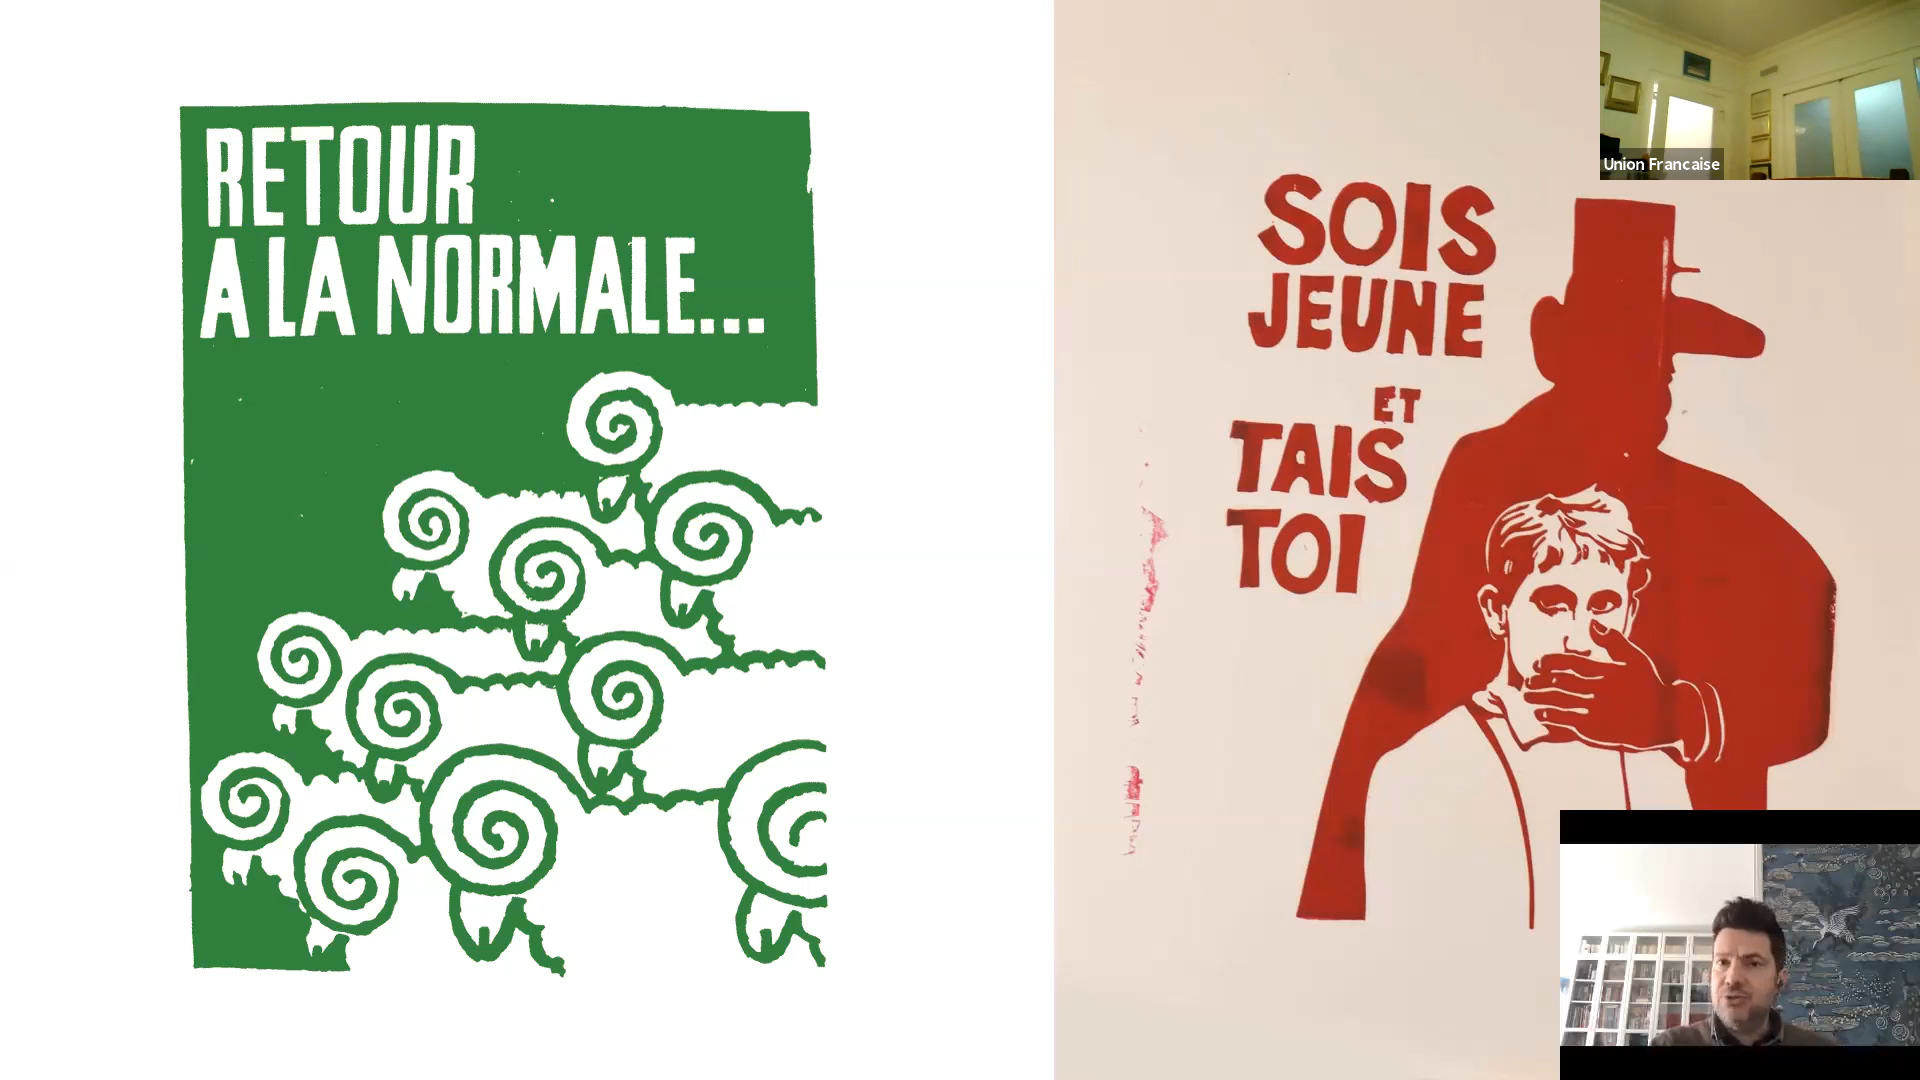 RETOUR
A LA NORMALE...
SOIS
JEUNE
ET
TAIS
TOI
Union Francaise